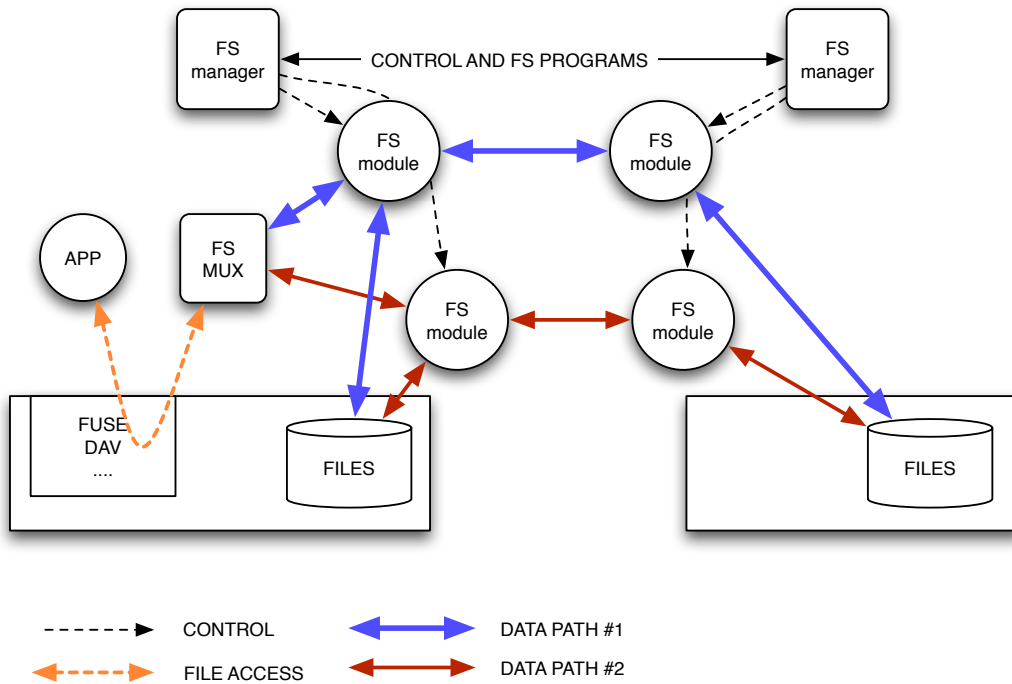 FS
manager
CONTROL AND FS PROGRAMS
FS
manager
FS
module
FS
module
APP
FS
MUX
FS
module
FS
module
FUSE
DAV
....
FILES
FILES
CONTROL
DATA PATH #1
FILE ACCESS
DATA PATH #2